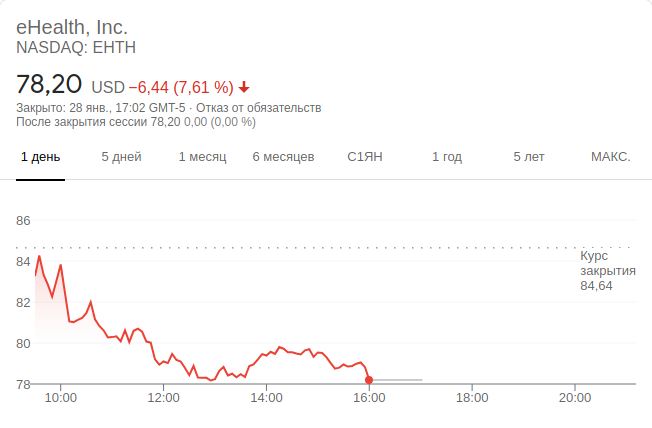 eHealth, Inc.
NASDAQ: EHTH
78,20 USD −6,44 (7,61 %)
Закрыто: 28 янв., 17:02 GMT-5 · Отказ от обязательств
После закрытия сессии 78,20 0,00 (0,00 %)
1 день 5 дней 1 месяц 6 месяцев С1ЯН 1 год 5 лет МАКС.
86
84
82
80
78
Курс
закрытия
84,64
10:00 12:00 14:00 16:00 18:00 20:00